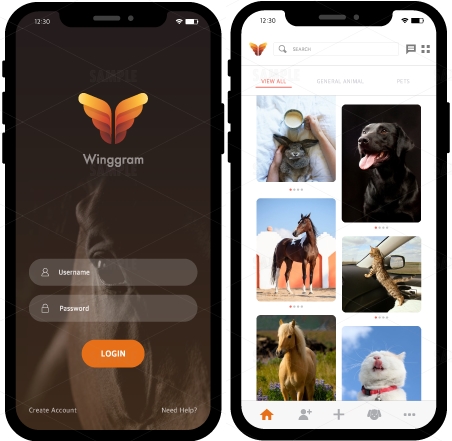 12:30
SAMPLE
Winggram
Username
Password
LOGIN
Create Account
Need Help?
12:30
SEARCH
SAMPLE
VIEW ALL
GENERAL ANIMAL
PETS